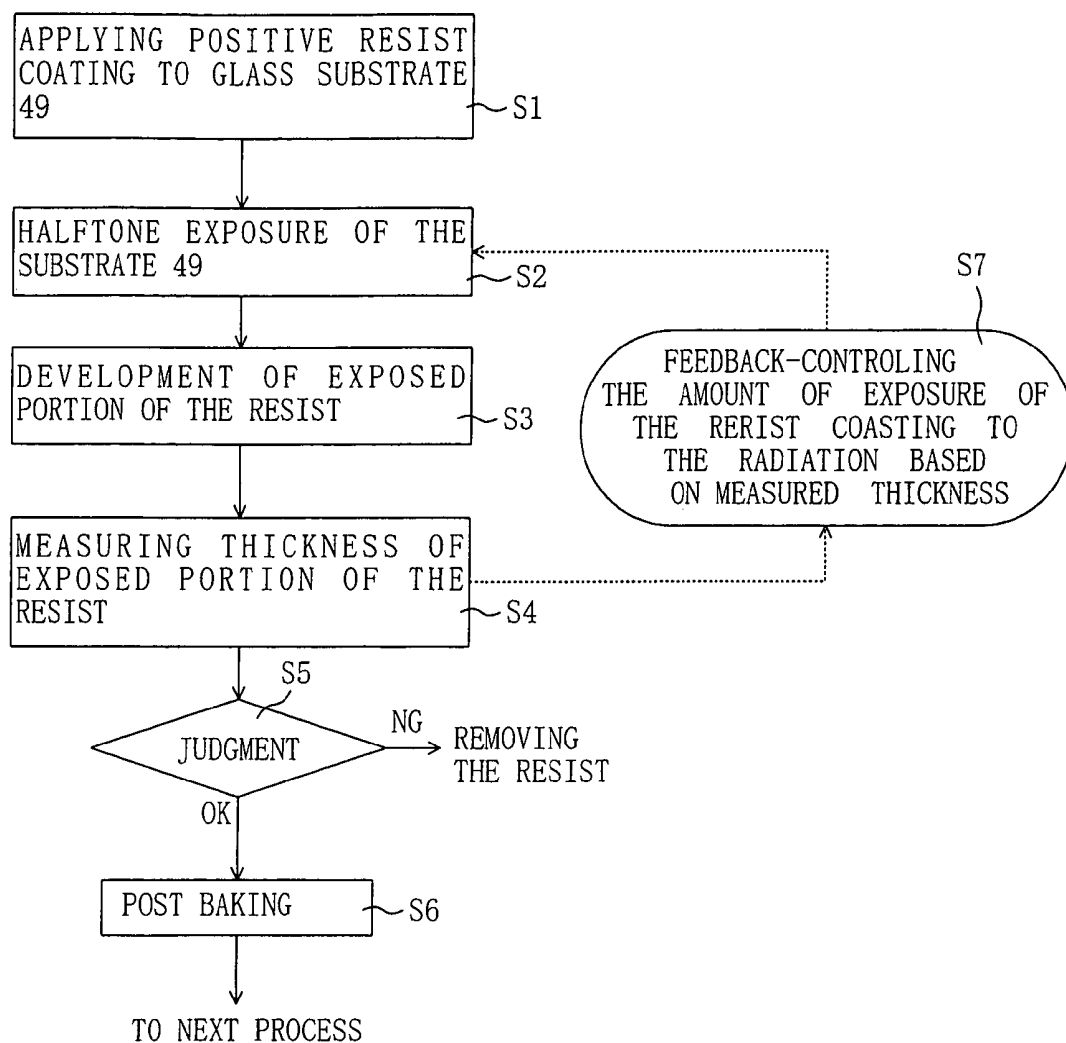 APPLYING POSITIVE RESIST
COATING TO GLASS SUBSTRATE
49
S1
HALFTONE EXPOSURE OF THE
SUBSTRATE 49
S2
DEVELOPMENT OF EXPOSED
PORTION OF THE RESIST
S3
MEASURING THICKNESS OF
EXPOSED PORTION OF THE
RESIST
S4
S7
FEEDBACK-CONTROLING
THE AMOUNT OF EXPOSURE OF
THE RERIST COASTING TO
THE RADIATION BASED
ON MEASURED THICKNESS
S5
JUDGMENT
NG
REMOVING
THE RESIST
OK
POST BAKING
S6
TO NEXT PROCESS